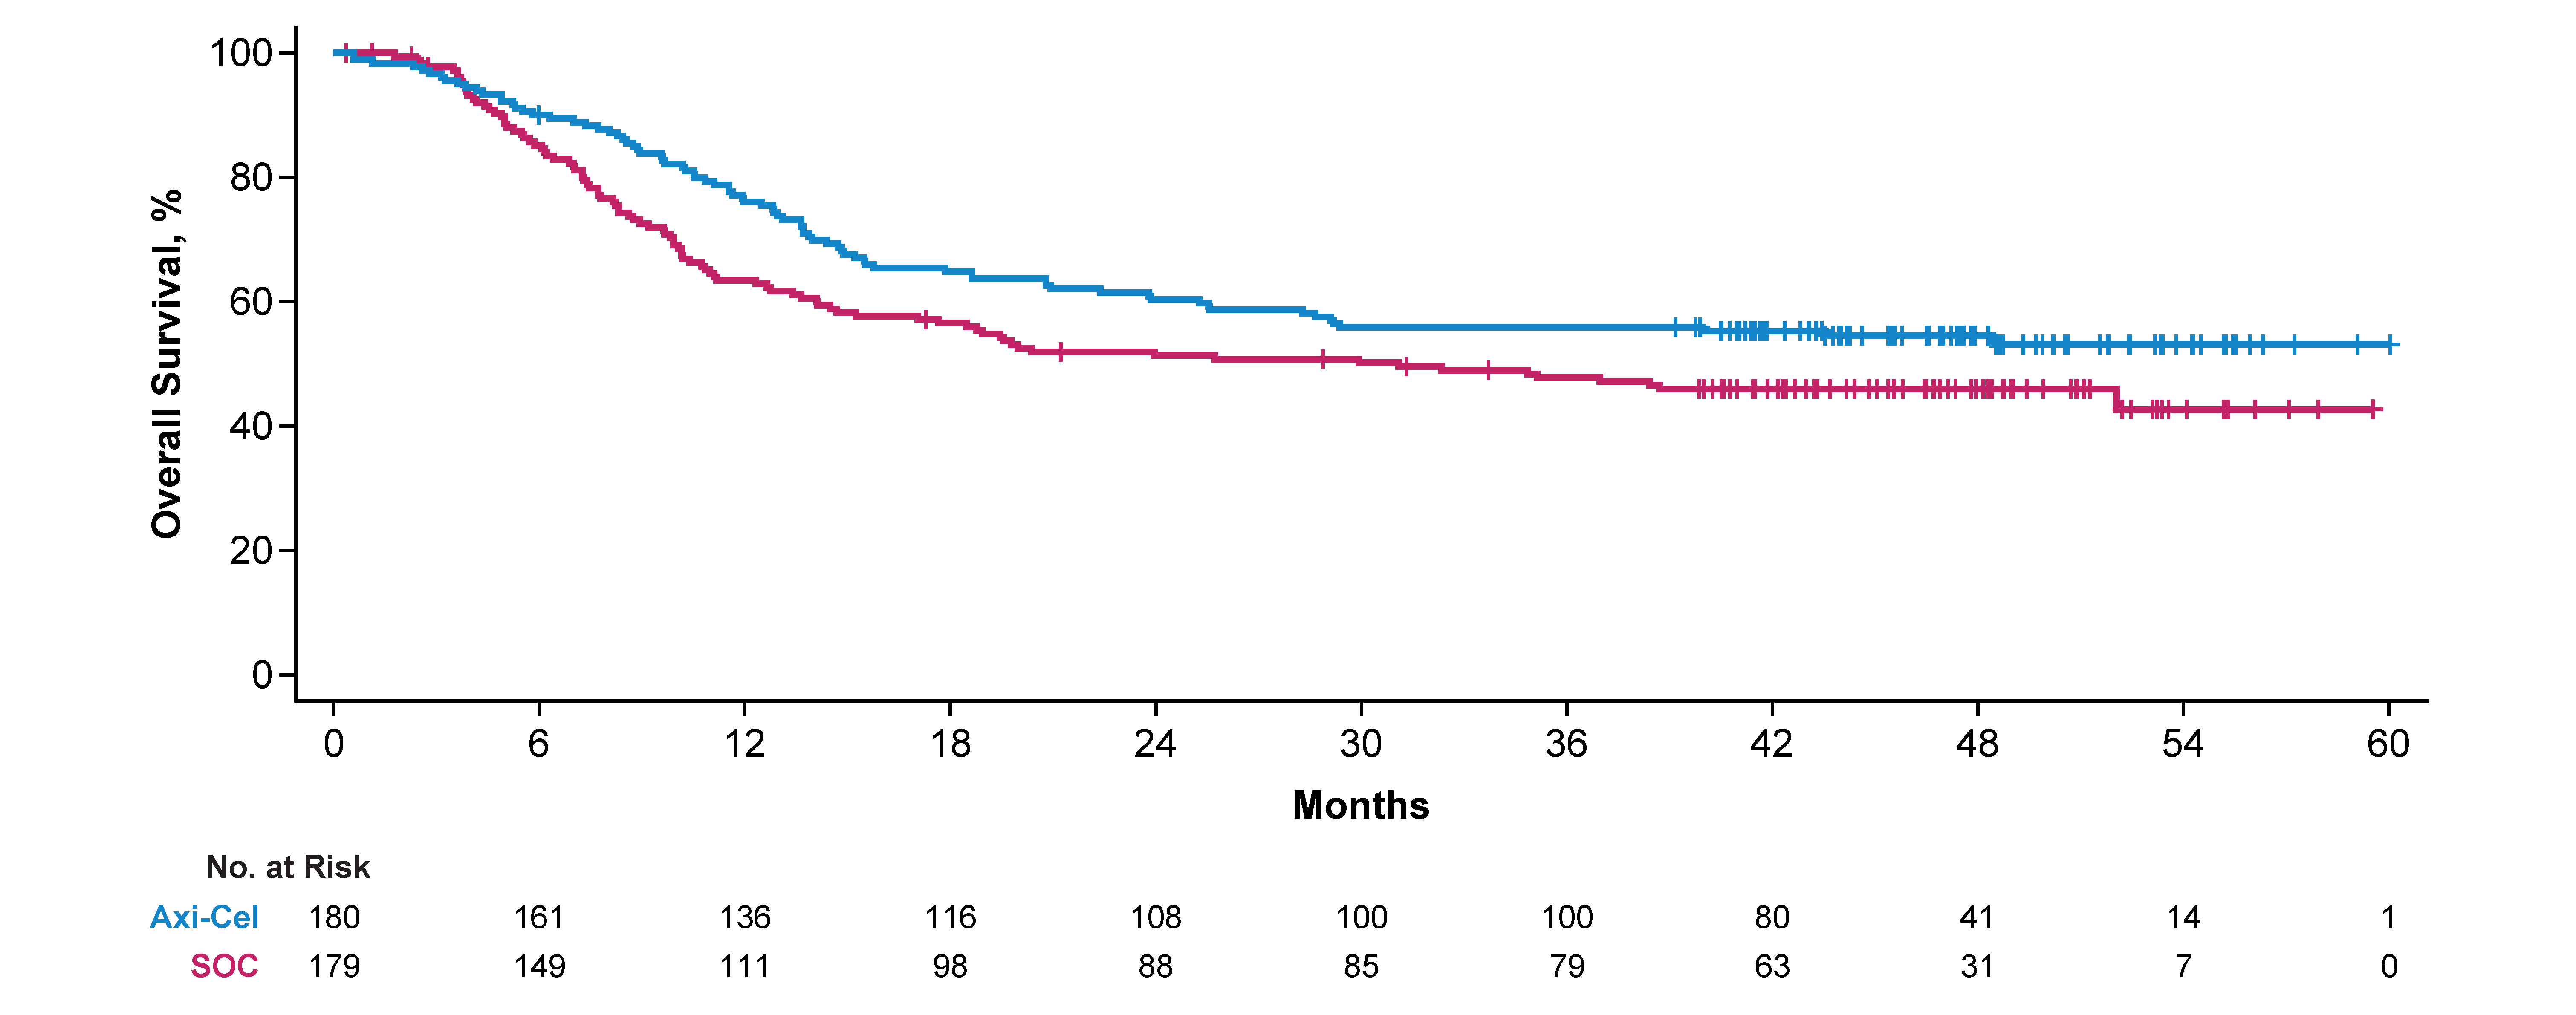 100
80
60
40
20
0
Overall Survival, %
0 6 12 18 24 30 36 42 48 54 60
Months
No. at Risk
Axi-Cel 180 161 136 116 108 100 100 80 41 14 1
SOC 179 149 111 98 88 85 79 63 31 7 0